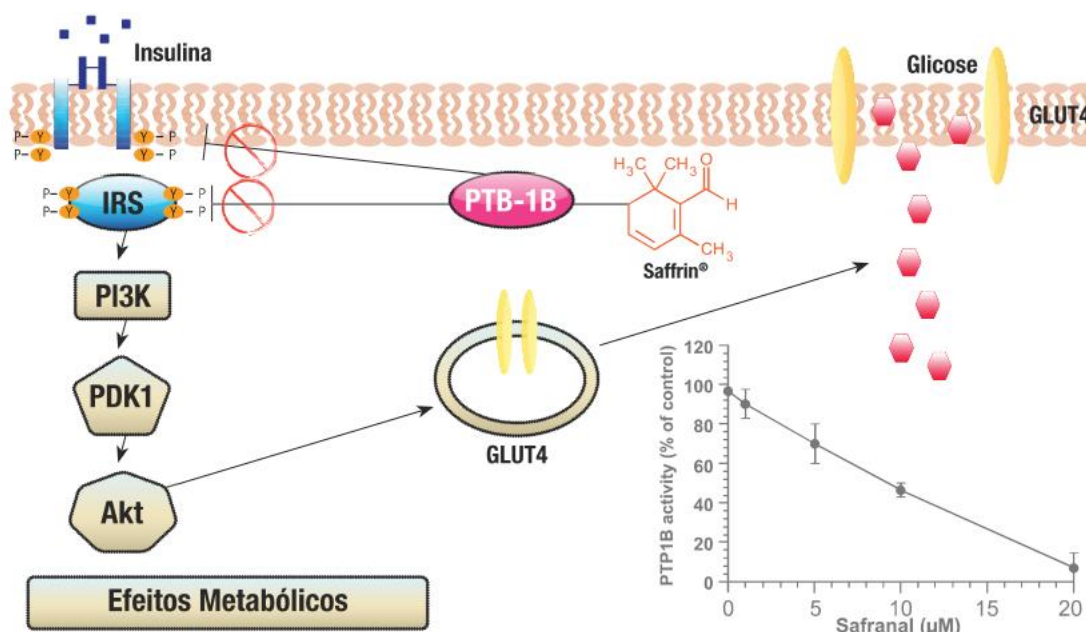 Insulina
Glicose
GLUT4
P
Y
Y
P
Y
Y
H₃C
CH₃
O
H
CH₃
P
Y
IRS
Y
P
P
Y
Y
P
PTB-1B
Saffrin®
PI3K
PDK1
GLUT4
Akt
Efeitos Metabólicos
PTP1B activity (% of control)
120
100
80
60
40
20
0
0 5 10 15 20
Safranal (µM)